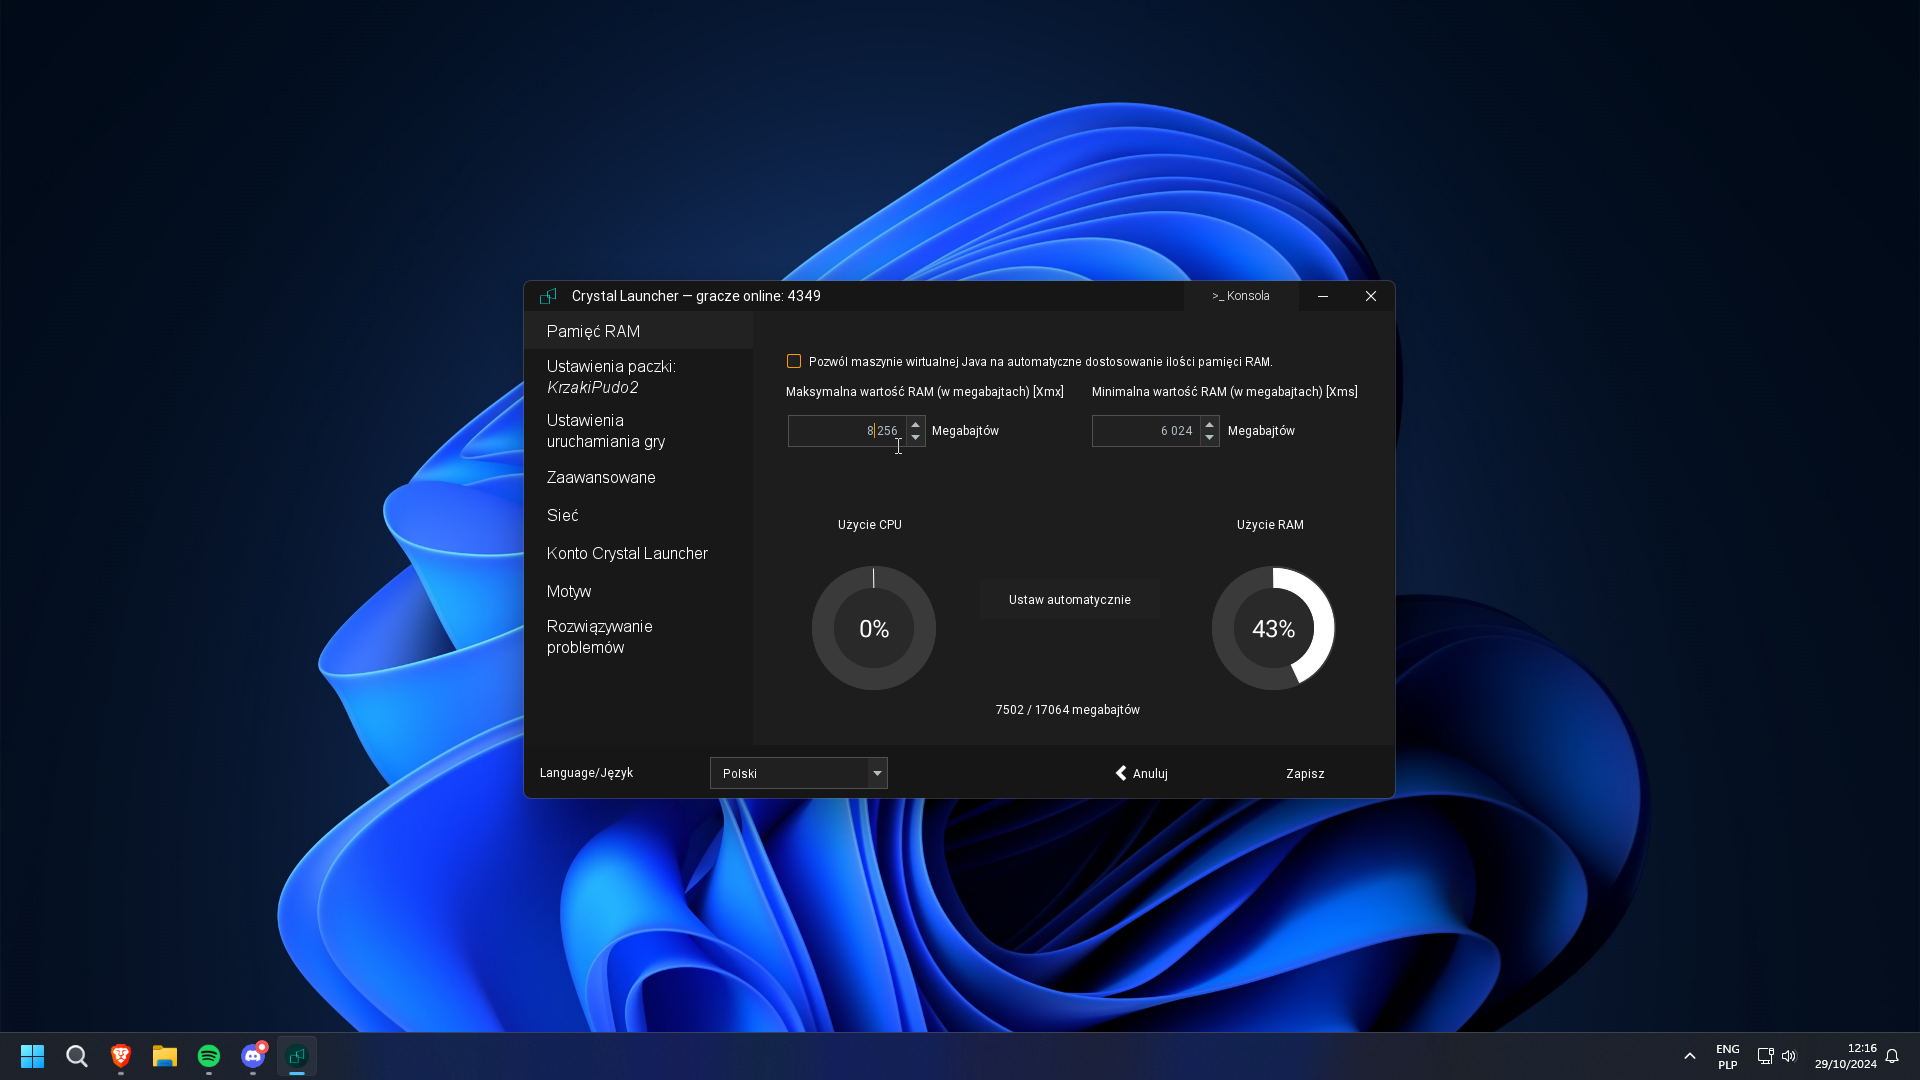 Crystal Launcher — gracze online: 4349
>_ Konsola
Pamięć RAM
Ustawienia paczki:
KrzakiPudo2
Ustawienia
uruchamiania gry
Zaawansowane
Sieć
Konto Crystal Launcher
Motyw
Rozwiązywanie
problemów
Pozwól maszynie wirtualnej Java na automatyczne dostosowanie ilości pamięci RAM.
Maksymalna wartość RAM (w megabajtach) [Xmx]
Minimalna wartość RAM (w megabajtach) [Xms]
8 256 Megabajtów
6 024 Megabajtów
Użycie CPU
Użycie RAM
0%
Ustaw automatycznie
43%
7502 / 17064 megabajtów
Language/Język
Polski
Anuluj
Zapisz
ENG
PLP
12:16
29/10/2024